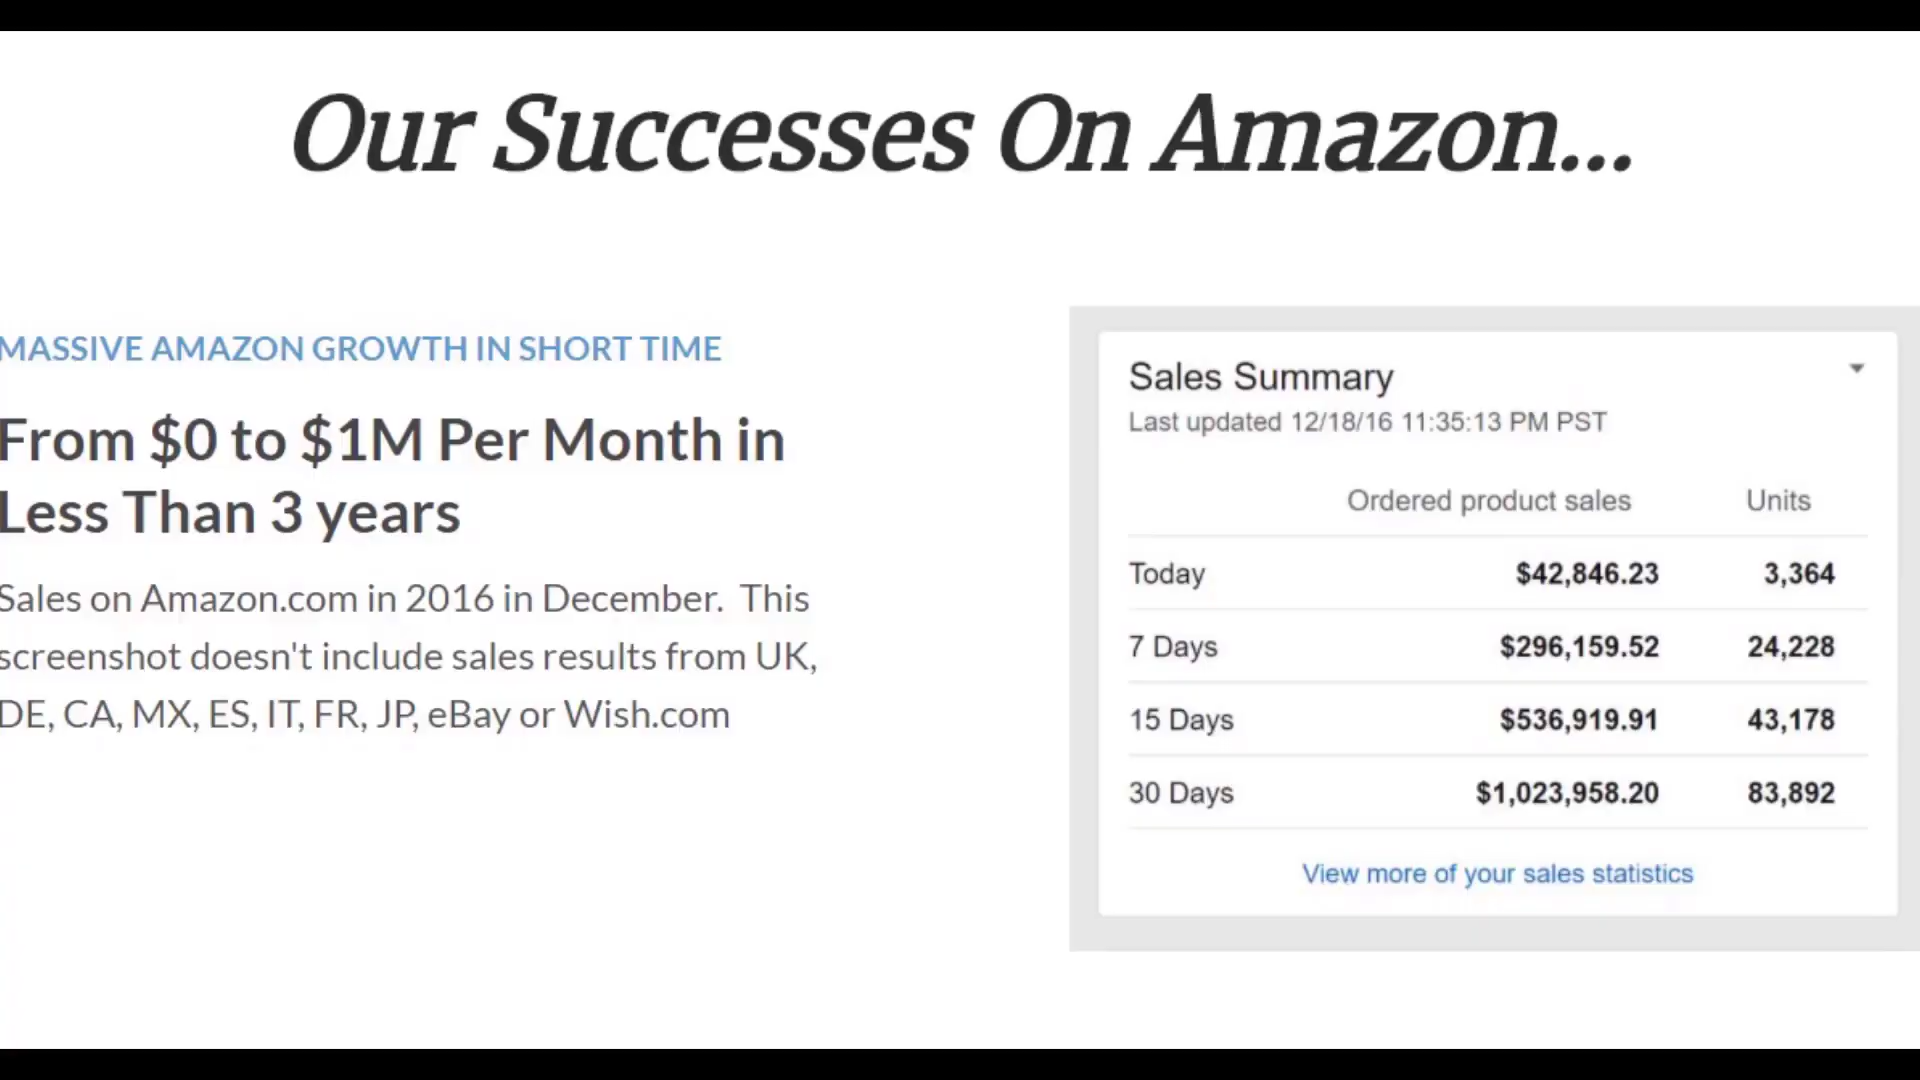 Our Successes On Amazon...
MASSIVE AMAZON GROWTH IN SHORT TIME
From $0 to $1M Per Month in
Less Than 3 years
Sales on Amazon.com in 2016 in December. This
screenshot doesn't include sales results from UK,
DE, CA, MX, ES, IT, FR, JP, eBay or Wish.com
Sales Summary
Last updated 12/18/16 11:35:13 PM PST
Ordered product sales Units
Today $42,846.23 3,364
7 Days $296,159.52 24,228
15 Days $536,919.91 43,178
30 Days $1,023,958.20 83,892
View more of your sales statistics